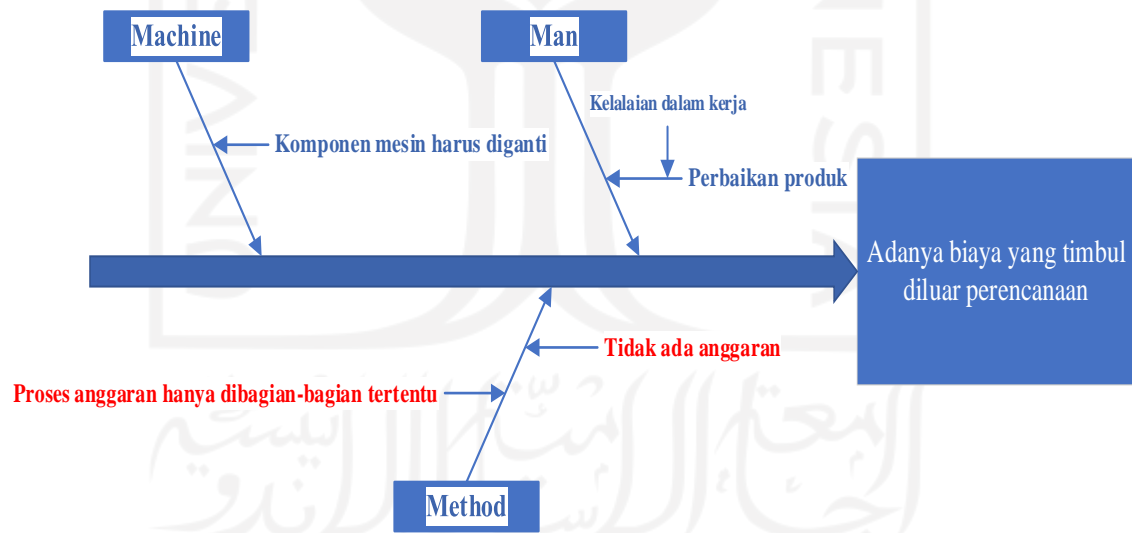 Machine
Man
Kelalaian dalam kerja
Komponen mesin harus diganti
Perbaikan produk
Adanya biaya yang timbul
diluar perencanaan
Tidak ada anggaran
Proses anggaran hanya dibagian-bagian tertentu
Method